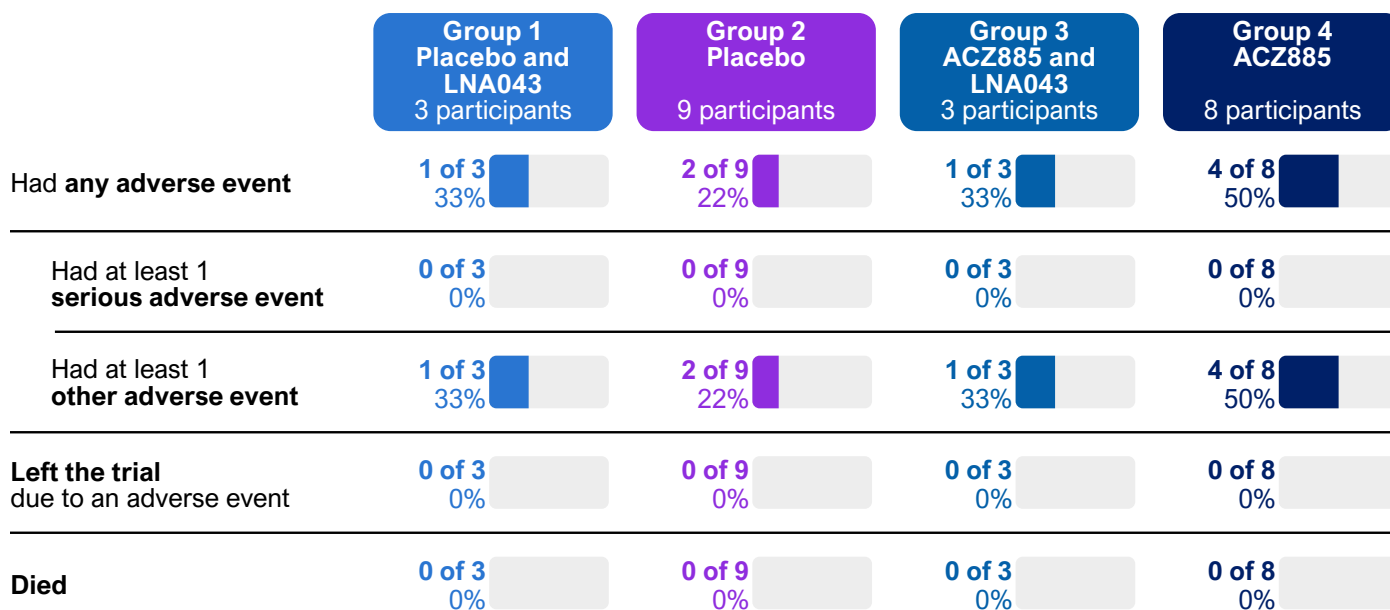 Group 1
Placebo and
LNA043
3 participants
Group 2
Placebo
9 participants
Group 3
ACZ885 and
LNA043
3 participants
Group 4
ACZ885
8 participants
Had any adverse event
1 of 3
33%
2 of 9
22%
1 of 3
33%
4 of 8
50%
Had at least 1
serious adverse event
0 of 3
0%
0 of 9
0%
0 of 3
0%
0 of 8
0%
Had at least 1
other adverse event
1 of 3
33%
2 of 9
22%
1 of 3
33%
4 of 8
50%
Left the trial
due to an adverse event
0 of 3
0%
0 of 9
0%
0 of 3
0%
0 of 8
0%
Died
0 of 3
0%
0 of 9
0%
0 of 3
0%
0 of 8
0%